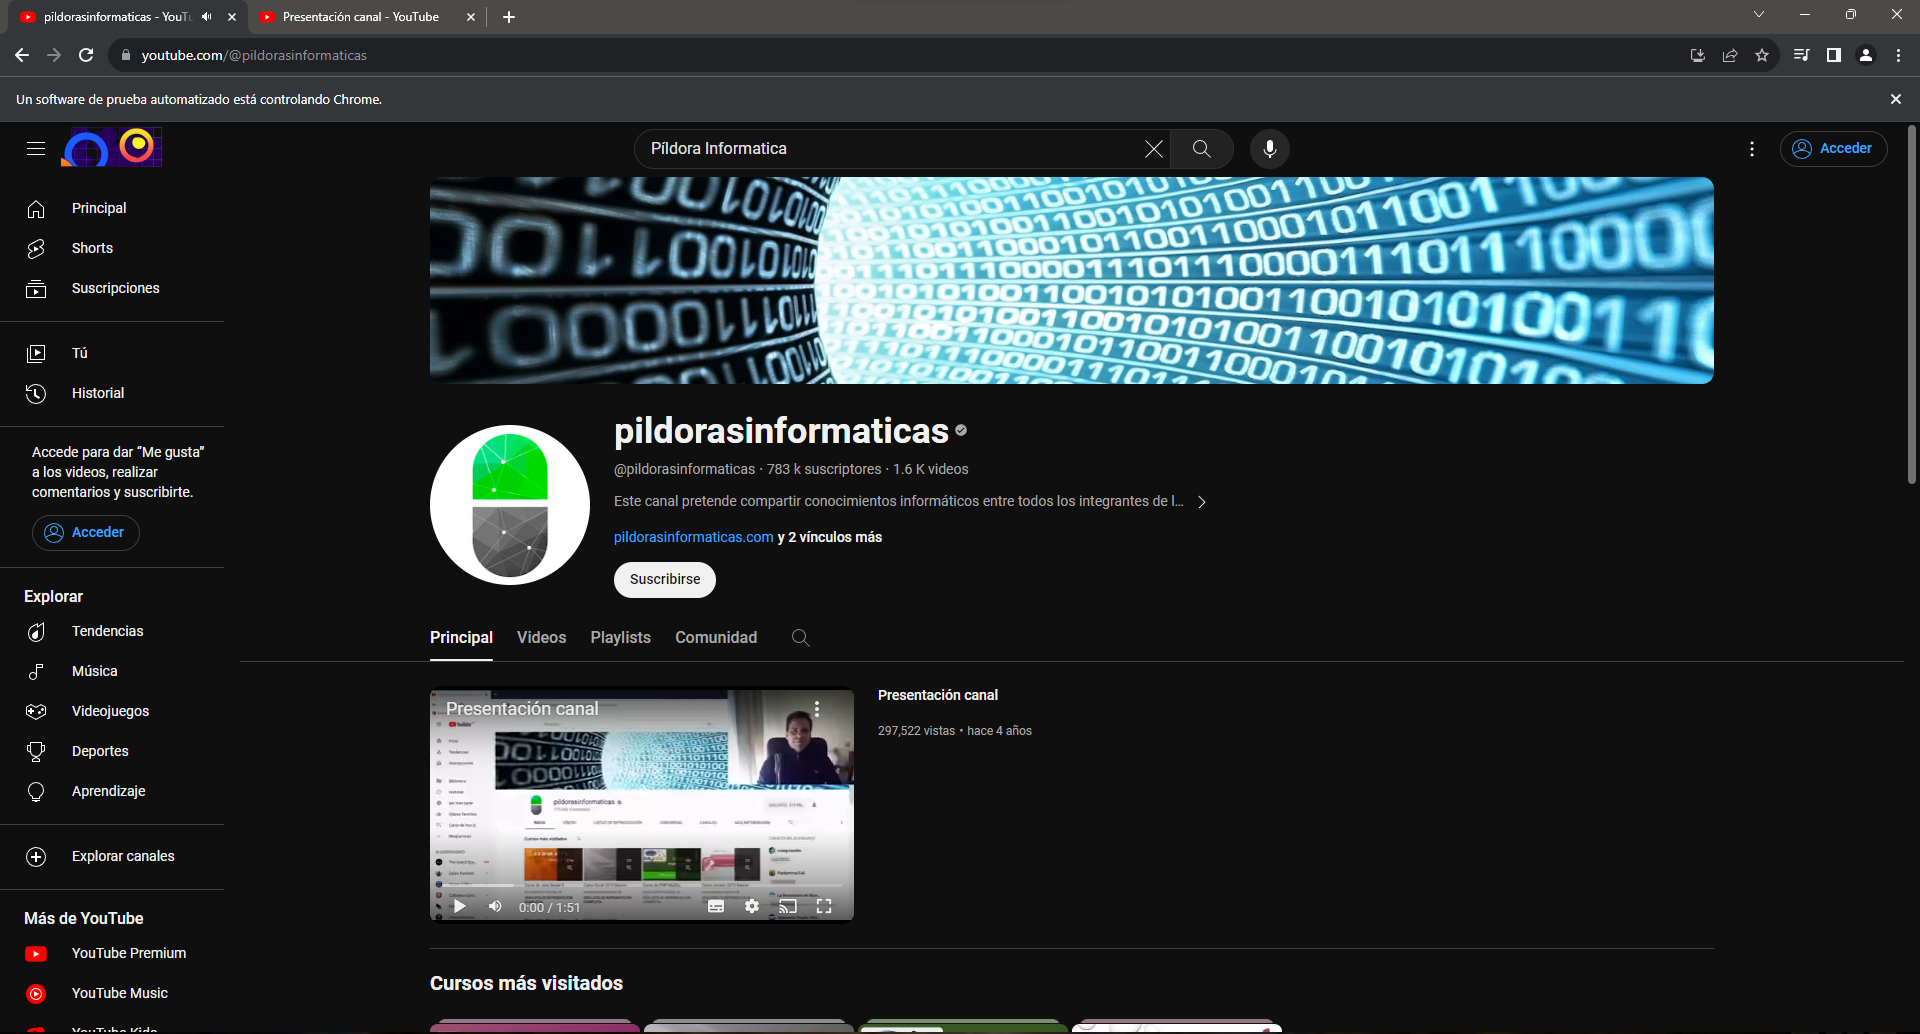 pildorasinformaticas - YouTu
Presentación canal - YouTube
youtube.com/@pildorasinformaticas
Un software de prueba automatizado está controlando Chrome.
Píldora Informatica
Acceder
Principal
Shorts
Suscripciones
Tú
Historial
Accede para dar “Me gusta”
a los videos, realizar
comentarios y suscribirte.
Acceder
Explorar
Tendencias
Música
Videojuegos
Deportes
Aprendizaje
Explorar canales
Más de YouTube
YouTube Premium
YouTube Music
YouTube Kids
pildorasinformaticas
@pildorasinformaticas · 783 k suscriptores · 1.6 K videos
Este canal pretende compartir conocimientos informáticos entre todos los integrantes de l...
pildorasinformaticas.com y 2 vínculos más
Suscribirse
Principal Videos Playlists Comunidad
Presentación canal
pildorasinformaticas
Cursos más visitados
0:00 / 1:51
Presentación canal
297,522 vistas • hace 4 años
Cursos más visitados